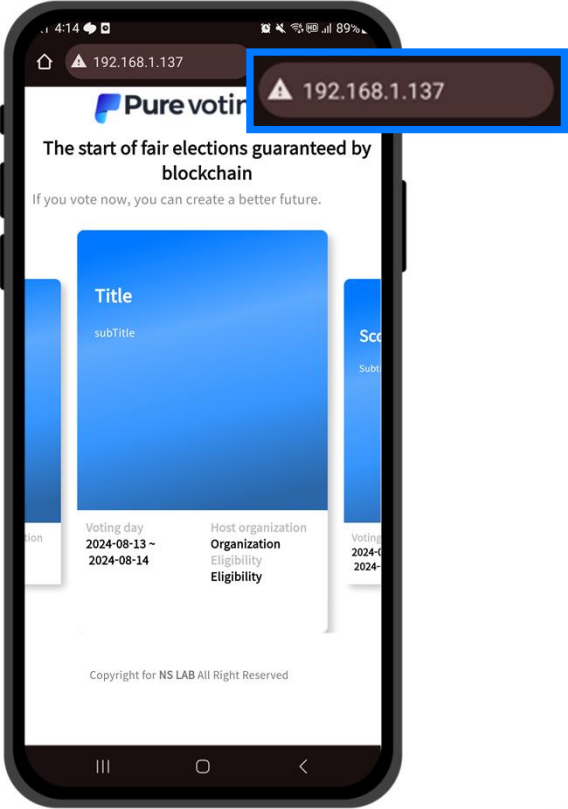 4:14
89%
192.168.1.137
192.168.1.137
Pure
The start of fair elections guaranteed by
blockchain
If you vote now, you can create a better future.
Title
subTitle
Voting day
2024-08-13 ~
2024-08-14
Host organization
Organization
Eligibility
Eligibility
Copyright for NS LAB All Right Reserved